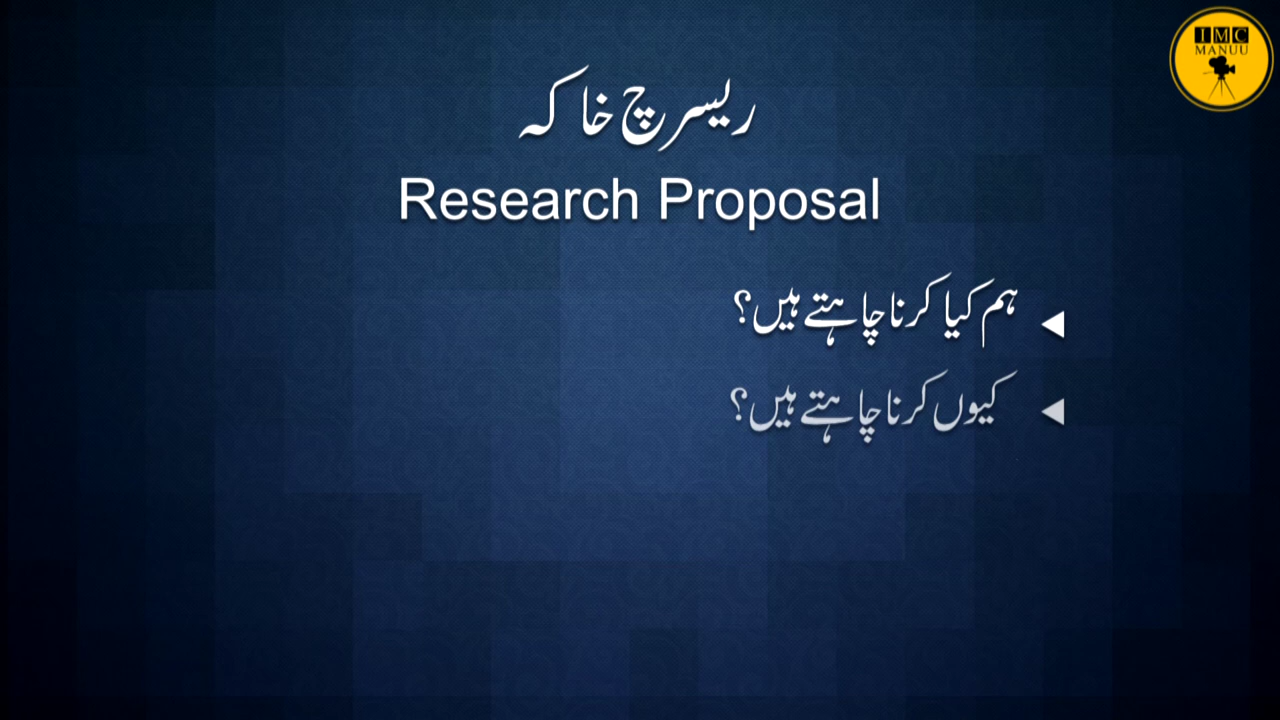 IMC
MANUU
ریسرچ خاکہ
Research Proposal
ہم کیا کرنا چاہتے ہیں؟
کیوں کرنا چاہتے ہیں؟